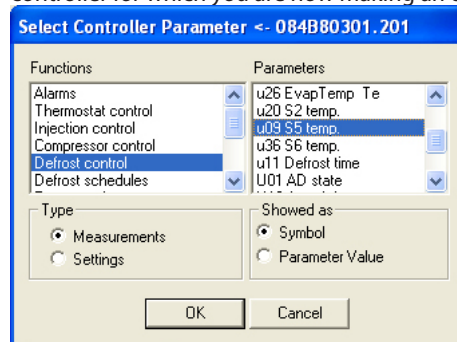 Select Controller Parameter <- 084B80301.201
Functions
Parameters
Alarms
Thermostat control
Injection control
Compressor control
Defrost control
Defrost schedules
u26 EvapTemp Te
u20 S2 temp.
u09 S5 temp.
u36 S6 temp.
u11 Defrost time
U01 AD state
Type
Measurements
Settings
Showed as
Symbol
Parameter Value
OK
Cancel